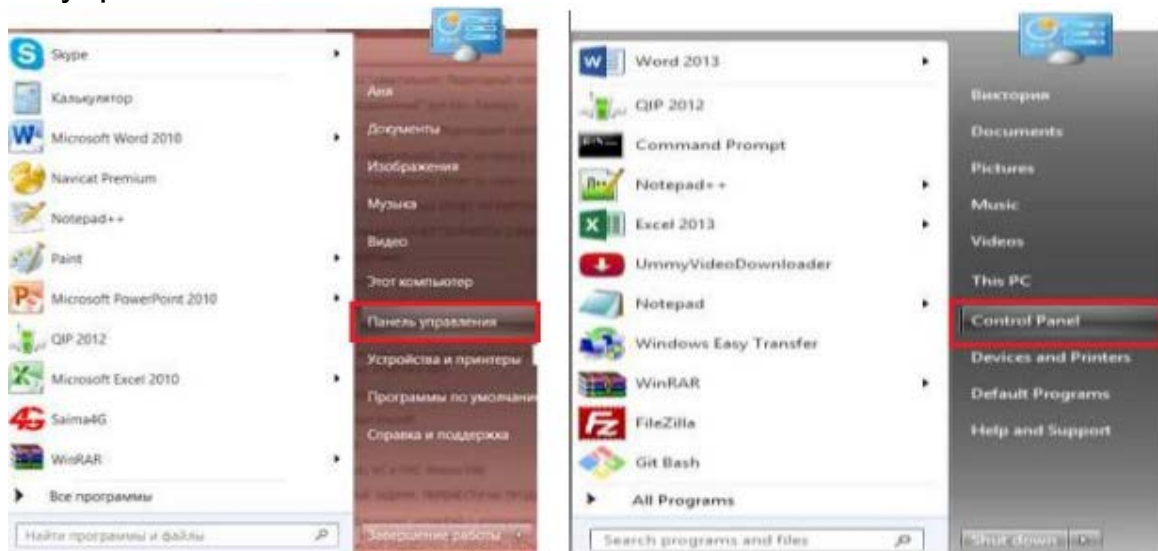 Skype
Калькулятор
Microsoft Word 2010
Navicat Premium
Notepad++
Paint
Microsoft PowerPoint 2010
QIP 2012
Microsoft Excel 2010
Saima4G
WinRAR
Все программы
Найти программы и файлы
Аня
Документы
Изображения
Музыка
Видео
Этот компьютер
Панель управления
Устройства и принтеры
Программы по умолчани
Справка и поддержка
Завершение работы
Word 2013
QIP 2012
Command Prompt
Notepad++
Excel 2013
UmmyVideoDownloader
Notepad
Windows Easy Transfer
WinRAR
FileZilla
Git Bash
All Programs
Search programs and files
Виктория
Documents
Pictures
Music
Videos
This PC
Control Panel
Devices and Printers
Default Programs
Help and Support
Shut down